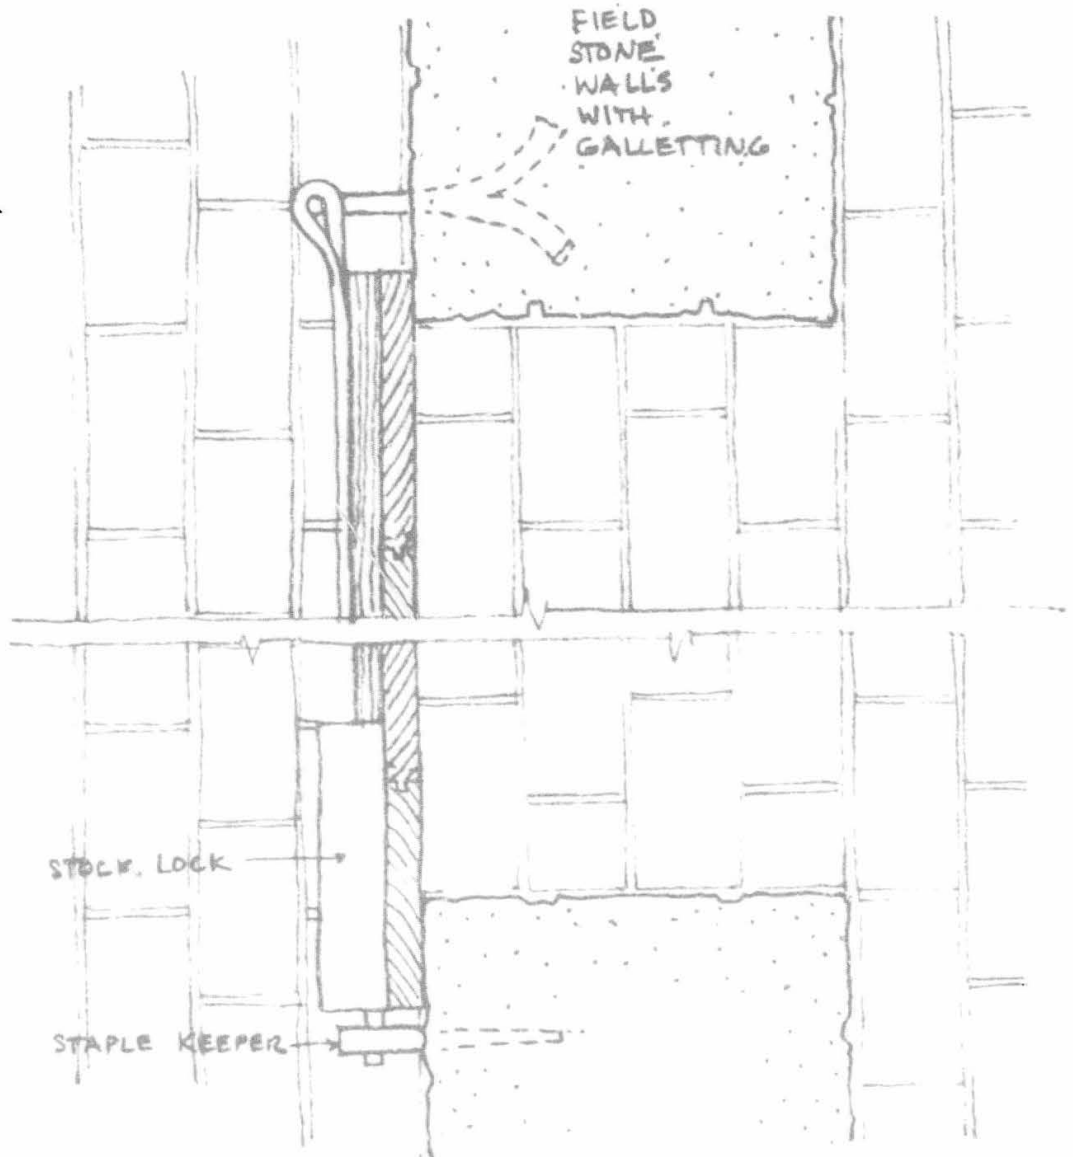 FIELD
STONE
WALLS
WITH
GALLETTING
STOCK LOCK
STAPLE KEEPER